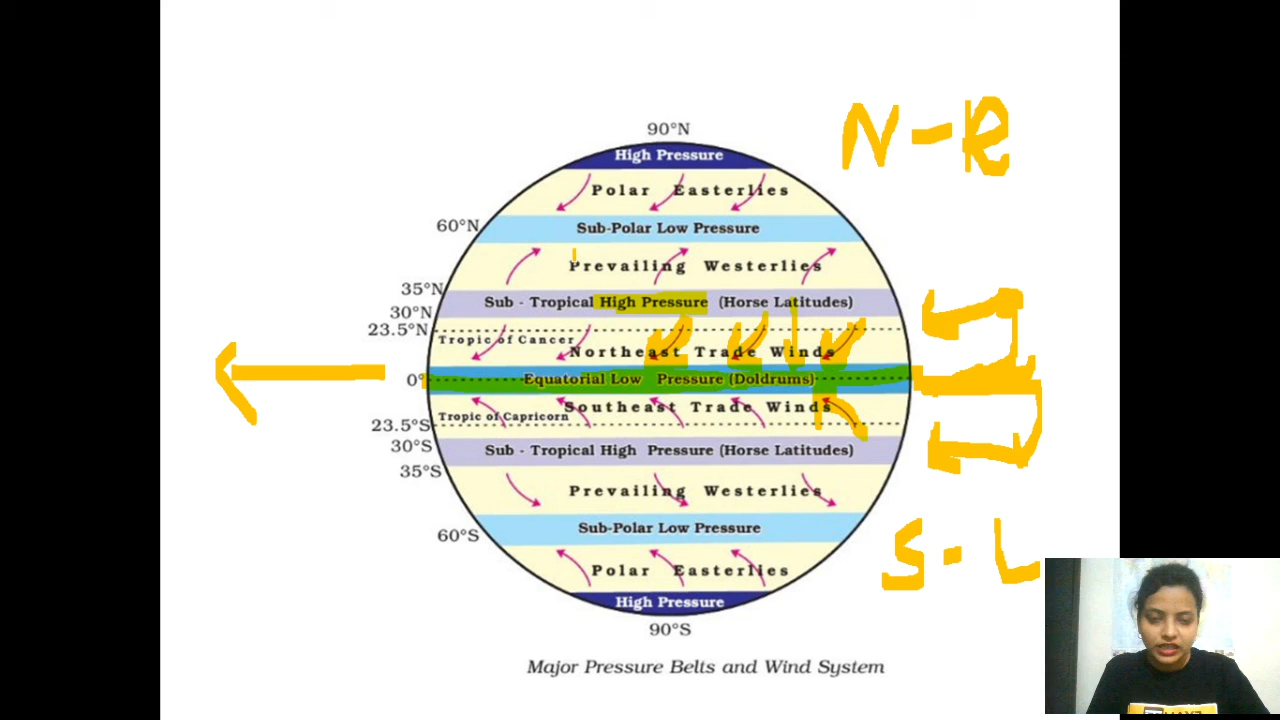 N-R
90°N
High Pressure
Polar Easterlies
60°N
Sub-Polar Low Pressure
Prevailing Westerlies
35°N
Sub - Tropical High Pressure (Horse Latitudes)
30°N
23.5°N
Tropic of Cancer
Northeast Trade Winds
0°
Equatorial Low Pressure (Doldrums)
Southeast Trade Winds
Tropic of Capricorn
23.5°S
30°S
Sub - Tropical High Pressure (Horse Latitudes)
35°S
Prevailing Westerlies
60°S
Sub-Polar Low Pressure
S-L
Polar Easterlies
High Pressure
90°S
Major Pressure Belts and Wind System